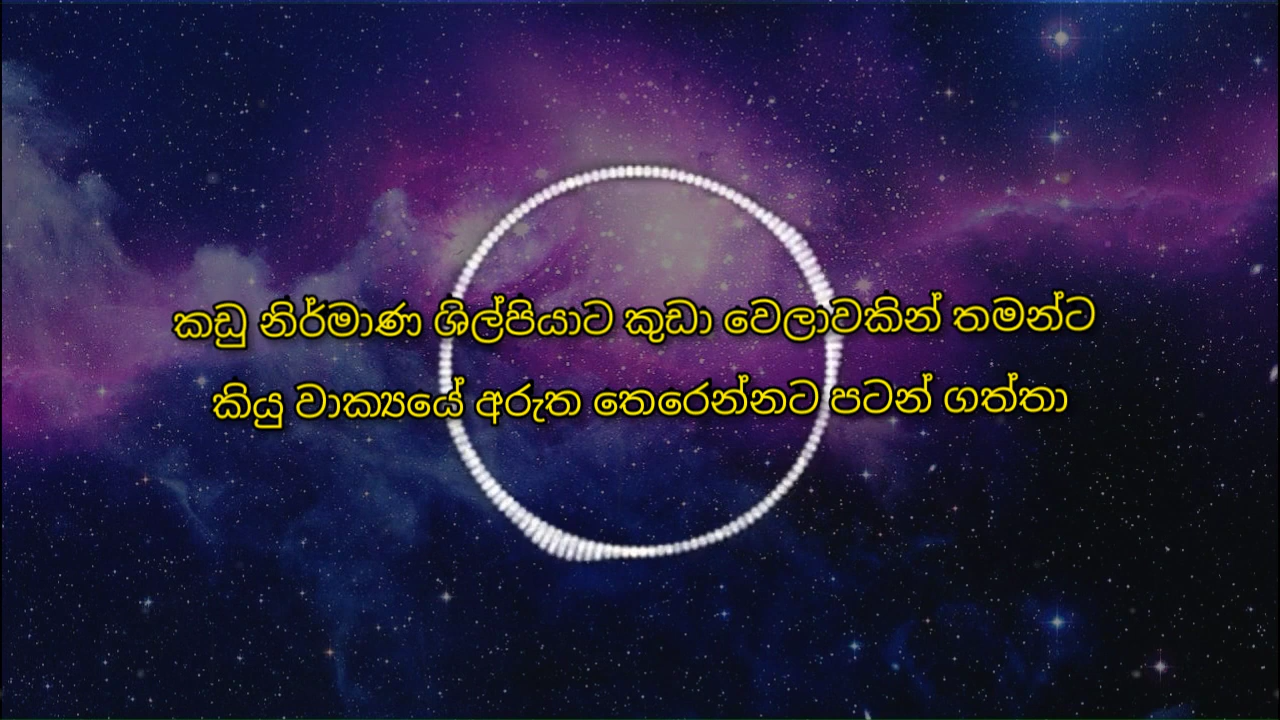 කඩු නිර්මාණ ශිල්පියාට කුඩා වෙලාවකින් තමන්ට
කියු වාක්‍යයේ අරුත තෙරෙන්නට පටන් ගත්තා